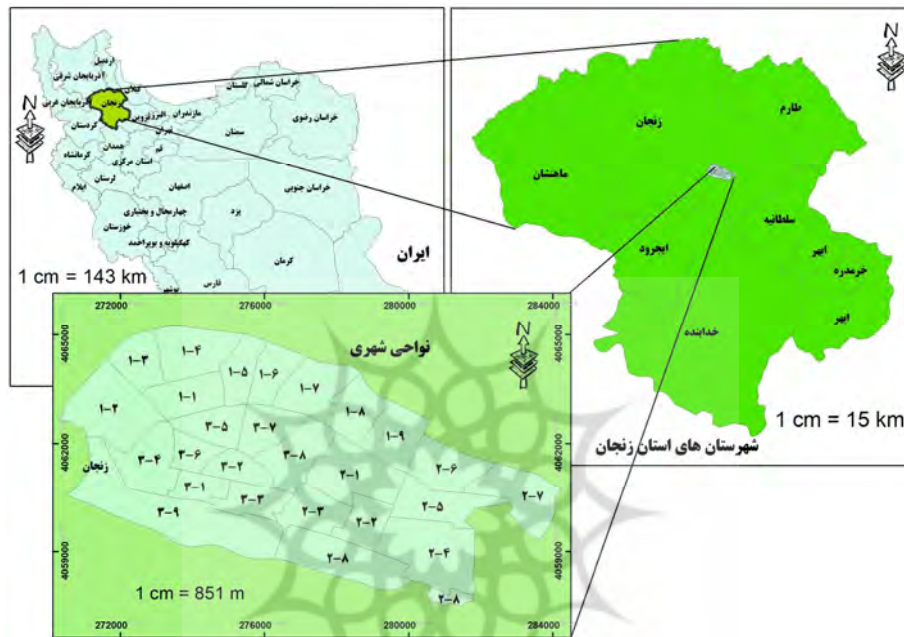 N
اردبیل
آذربایجان شرقی
گیلان
آذربایجان غربی
زنجان
خراسان شمالی
گلستان
مازندران
البرز
قزوین
تهران
سمنان
خراسان رضوی
کردستان
همدان
قم
استان مرکزی
کرمانشاه
لرستان
ایلام
اصفهان
خراسان جنوبی
چهارمحال و بختیاری
یزد
خوزستان
کهکیلویه و بویراحمد
کرمان
فارس
بوشهر
ایران
1 cm = 143 km
N
طارم
زنجان
ماهنشان
سلطانیه
ایجرود
ابهر
خرمدره
ابهر
خدابنده
1 cm = 15 km
شهرستان های استان زنجان
272000 276000 280000 284000
4065000
4062000
4059000
N
نواحی شهری
۱-۴
۱-۳
۱-۵
۱-۶
۱-۷
۱-۱
۱-۲
۱-۸
۱-۹
۳-۵
۳-۷
زنجان
۳-۴
۳-۶
۳-۲
۳-۸
۲-۱
۲-۶
۲-۷
۳-۱
۳-۳
۳-۹
۲-۳
۲-۲
۲-۵
۲-۸
۲-۴
۲-۸
1 cm = 851 m
4065000
4062000
4059000
272000 276000 280000 284000